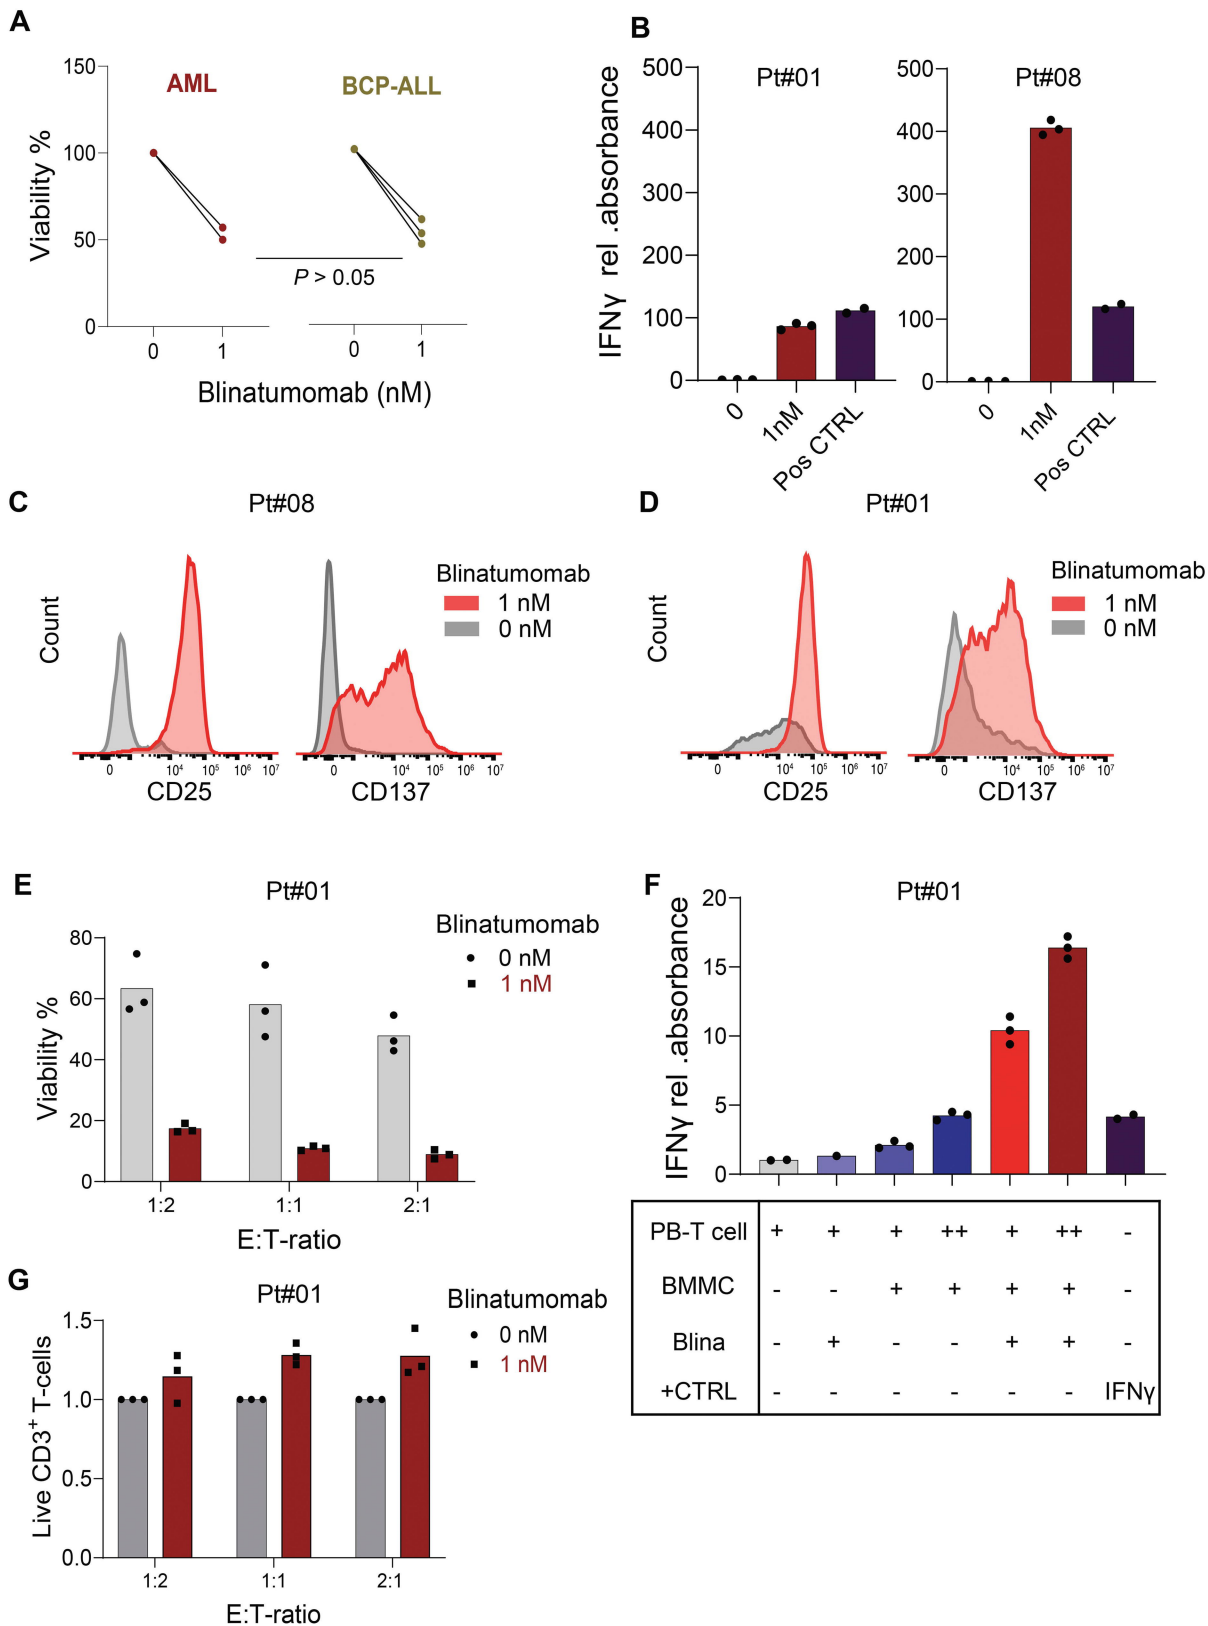 A
150
100
50
0
Viability %
AML
BCP-ALL
P > 0.05
0
1
0
1
Blinatumomab (nM)
B
IFNγ rel .absorbance
Pt#01
500
400
300
200
100
0
0
1nM
Pos CTRL
Pt#08
500
400
300
200
100
0
0
1nM
Pos CTRL
C
Pt#08
Count
0 10⁴ 10⁵ 10⁶ 10⁷
CD25
0 10⁴ 10⁵ 10⁶ 10⁷
CD137
Blinatumomab
1 nM
0 nM
D
Pt#01
Count
0 10⁴ 10⁵ 10⁶ 10⁷
CD25
0 10⁴ 10⁵ 10⁶ 10⁷
CD137
Blinatumomab
1 nM
0 nM
E
Pt#01
Viability %
80
60
40
20
0
1:2 1:1 2:1
E:T-ratio
Blinatumomab
0 nM
1 nM
F
Pt#01
IFNγ rel .absorbance
20
15
10
5
0
PB-T cell + + + ++ + ++ -
BMMC - - + + + + -
Blina - + - - + + -
+CTRL - - - - - - IFNγ
G
Pt#01
Live CD3⁺ T-cells
1.5
1.0
0.5
0.0
1:2 1:1 2:1
E:T-ratio
Blinatumomab
0 nM
1 nM